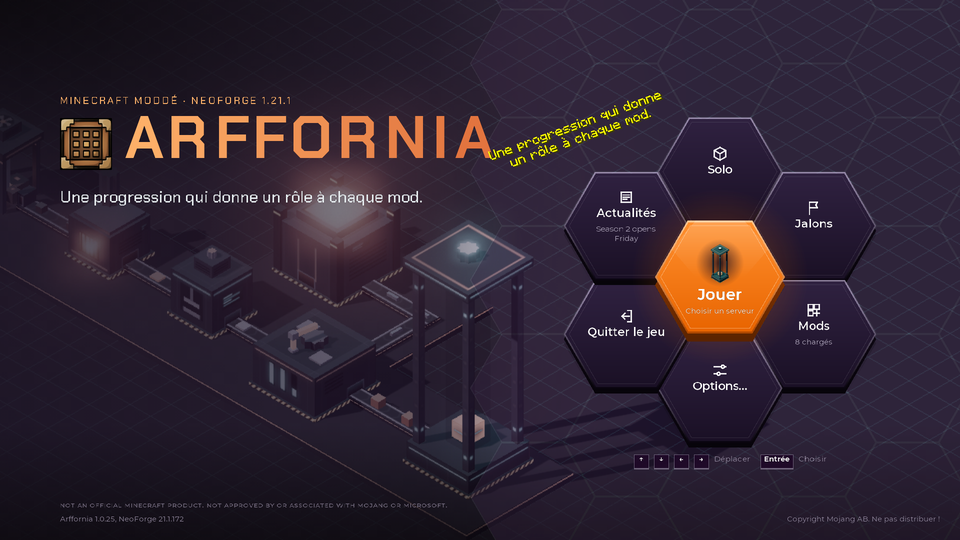 MINECRAFT MODDÉ · NEOFORGE 1.21.1
ARFFORNIA
Une progression qui donne un rôle à chaque mod.
Une progression qui donne
un rôle à chaque mod.
Solo
Actualités
Season 2 opens
Friday
Jalons
Jouer
Choisir un serveur
Quitter le jeu
Mods
8 chargés
Options...
Déplacer
Entrée
Choisir
NOT AN OFFICIAL MINECRAFT PRODUCT. NOT APPROVED BY OR ASSOCIATED WITH MOJANG OR MICROSOFT.
Arffornia 1.0.25, NeoForge 21.1.172
Copyright Mojang AB. Ne pas distribuer !